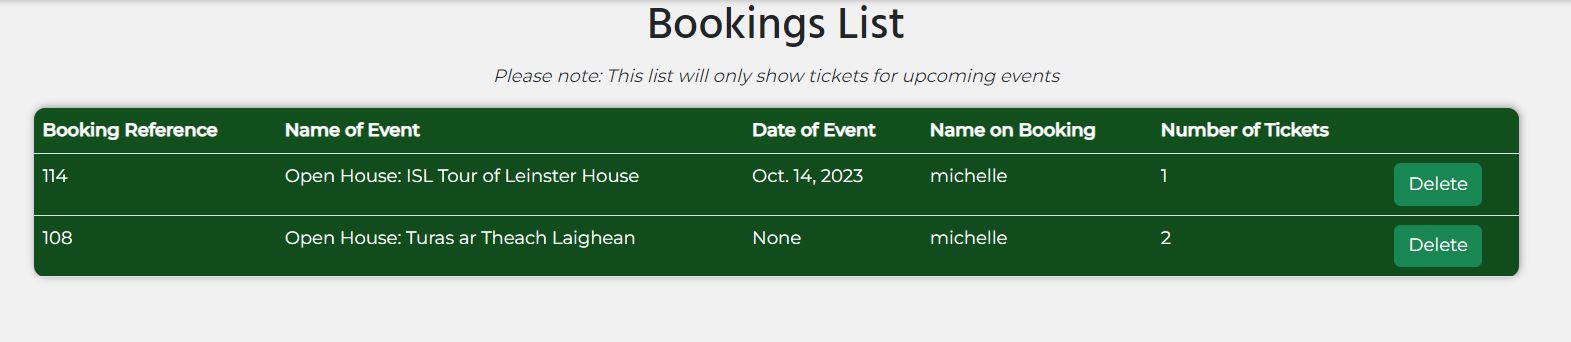 Bookings List
Please note: This list will only show tickets for upcoming events
Booking Reference Name of Event Date of Event Name on Booking Number of Tickets
114 Open House: ISL Tour of Leinster House Oct. 14, 2023 michelle 1 Delete
108 Open House: Turas ar Theach Laighean None michelle 2 Delete